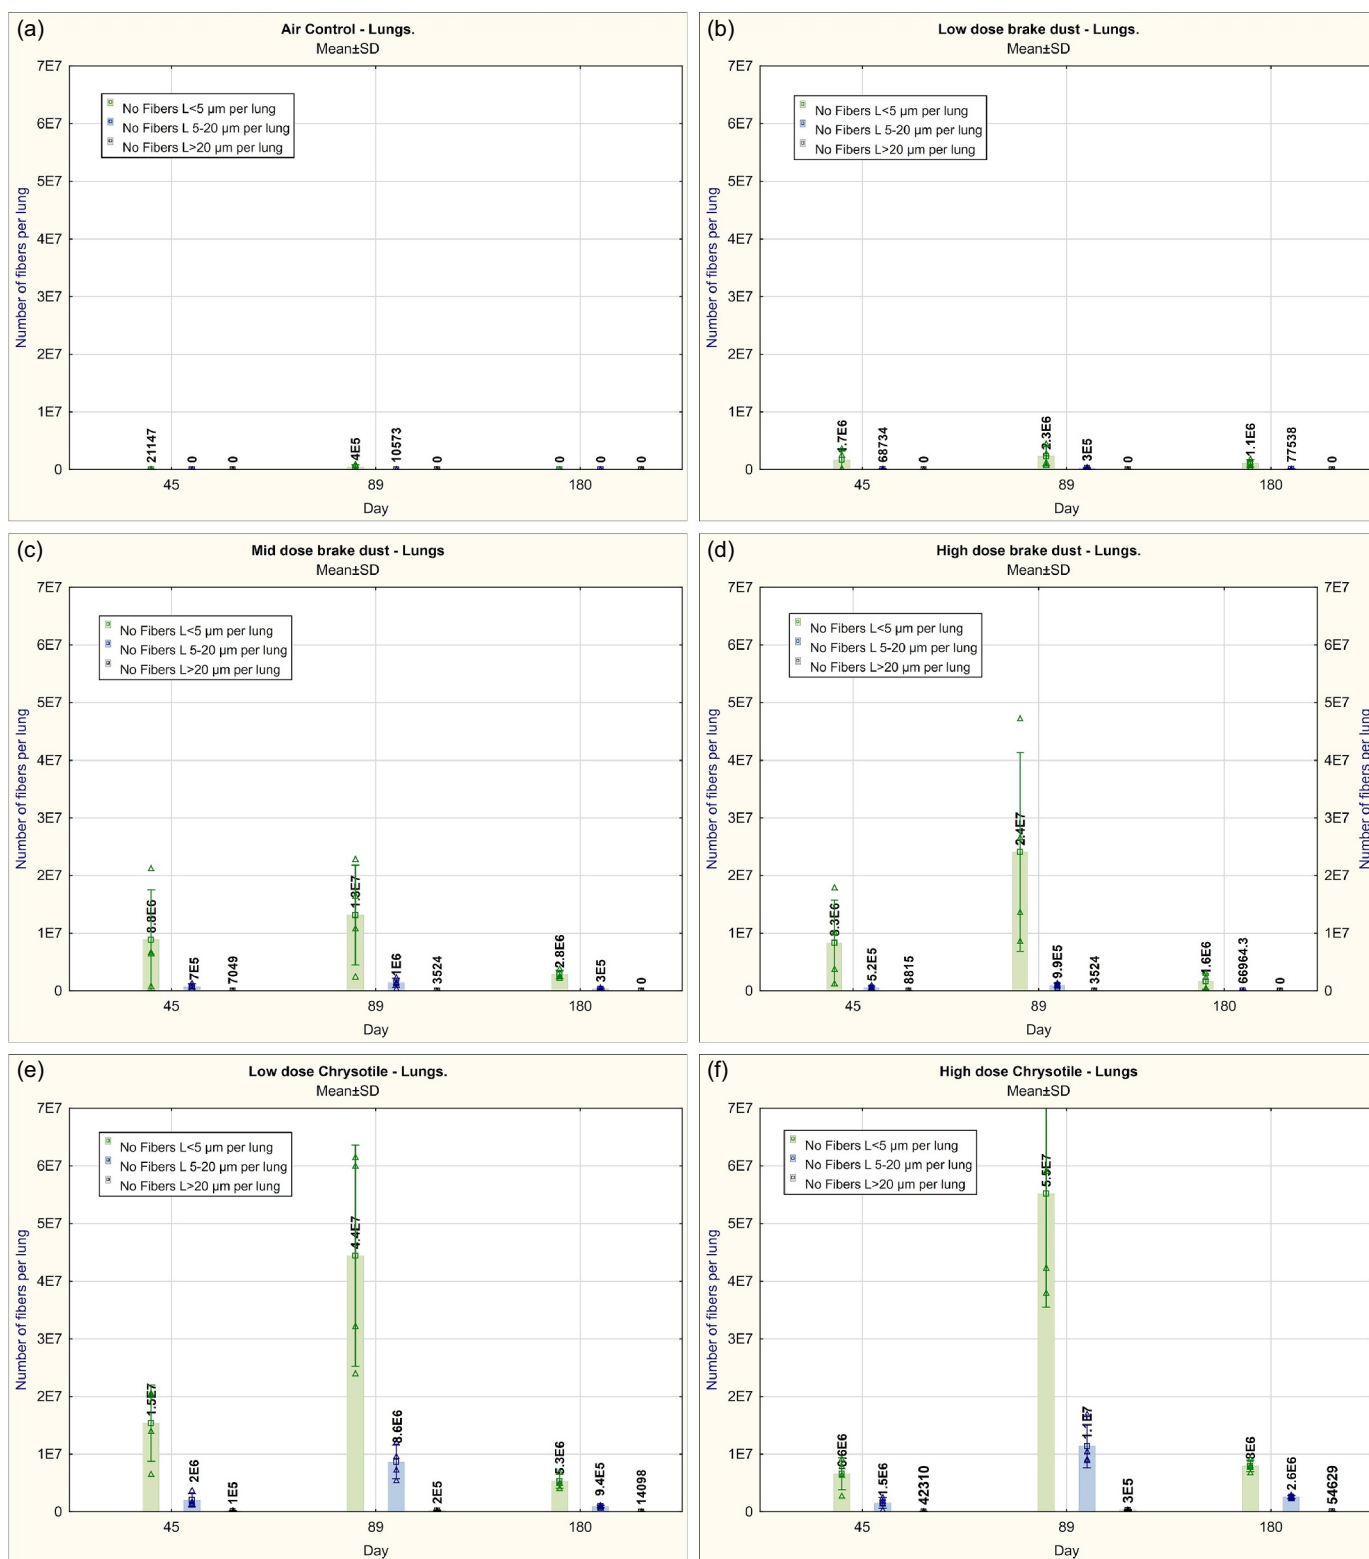 (a)
Air Control - Lungs.
Mean±SD
7E7
6E7
5E7
4E7
3E7
2E7
1E7
0
Number of fibers per lung
No Fibers L<5 µm per lung
No Fibers L 5-20 µm per lung
No Fibers L>20 µm per lung
21147
0
0
4E5
10573
0
0
0
0
45
89
180
Day
(b)
Low dose brake dust - Lungs.
Mean±SD
7E7
6E7
5E7
4E7
3E7
2E7
1E7
0
Number of fibers per lung
No Fibers L<5 µm per lung
No Fibers L 5-20 µm per lung
No Fibers L>20 µm per lung
1.7E6
68734
0
2.3E6
3E5
0
1.1E6
77538
0
45
89
180
Day
(c)
Mid dose brake dust - Lungs
Mean±SD
7E7
6E7
5E7
4E7
3E7
2E7
1E7
0
Number of fibers per lung
No Fibers L<5 µm per lung
No Fibers L 5-20 µm per lung
No Fibers L>20 µm per lung
8.8E6
7E5
7049
1.3E7
1E6
3524
2.8E6
3E5
0
45
89
180
Day
(d)
High dose brake dust - Lungs.
Mean±SD
7E7
6E7
5E7
4E7
3E7
2E7
1E7
0
Number of fibers per lung
No Fibers L<5 µm per lung
No Fibers L 5-20 µm per lung
No Fibers L>20 µm per lung
8.3E6
5.2E5
8815
2.4E7
9.9E5
3524
1.6E6
66964.3
0
7E7
6E7
5E7
4E7
3E7
2E7
1E7
0
Number of fibers per lung
45
89
180
Day
(e)
Low dose Chrysotile - Lungs.
Mean±SD
7E7
6E7
5E7
4E7
3E7
2E7
1E7
0
Number of fibers per lung
No Fibers L<5 µm per lung
No Fibers L 5-20 µm per lung
No Fibers L>20 µm per lung
1.5E7
2E6
1E5
4.4E7
8.6E6
2E5
5.3E6
9.4E5
14098
45
89
180
Day
(f)
High dose Chrysotile - Lungs
Mean±SD
7E7
6E7
5E7
4E7
3E7
2E7
1E7
0
Number of fibers per lung
No Fibers L<5 µm per lung
No Fibers L 5-20 µm per lung
No Fibers L>20 µm per lung
6.6E6
1.5E6
42310
5.5E7
1.1E7
3E5
8E6
2.6E6
54629
45
89
180
Day